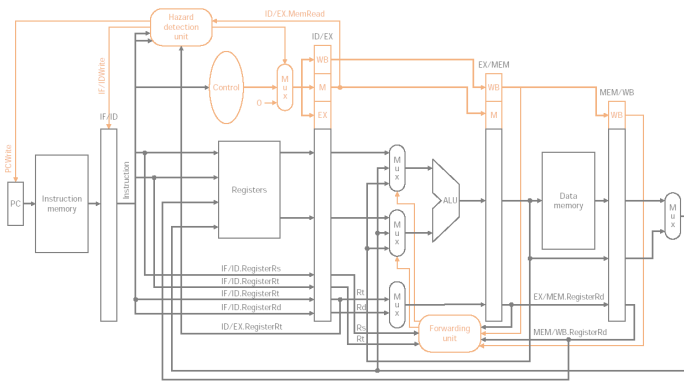 Hazard
detection
unit
ID/EX.MemRead
ID/EX
IF/IDWrite
PCWrite
Control
M
u
x
0
WB
M
EX
EX/MEM
WB
M
MEM/WB
WB
IF/ID
PC
Instruction
memory
Instruction
Registers
M
u
x
M
u
x
ALU
Data
memory
M
u
x
IF/ID.RegisterRs
IF/ID.RegisterRt
IF/ID.RegisterRt
IF/ID.RegisterRd
ID/EX.RegisterRt
Rt
Rd
M
u
x
Rs
Rt
Forwarding
unit
EX/MEM.RegisterRd
MEM/WB.RegisterRd